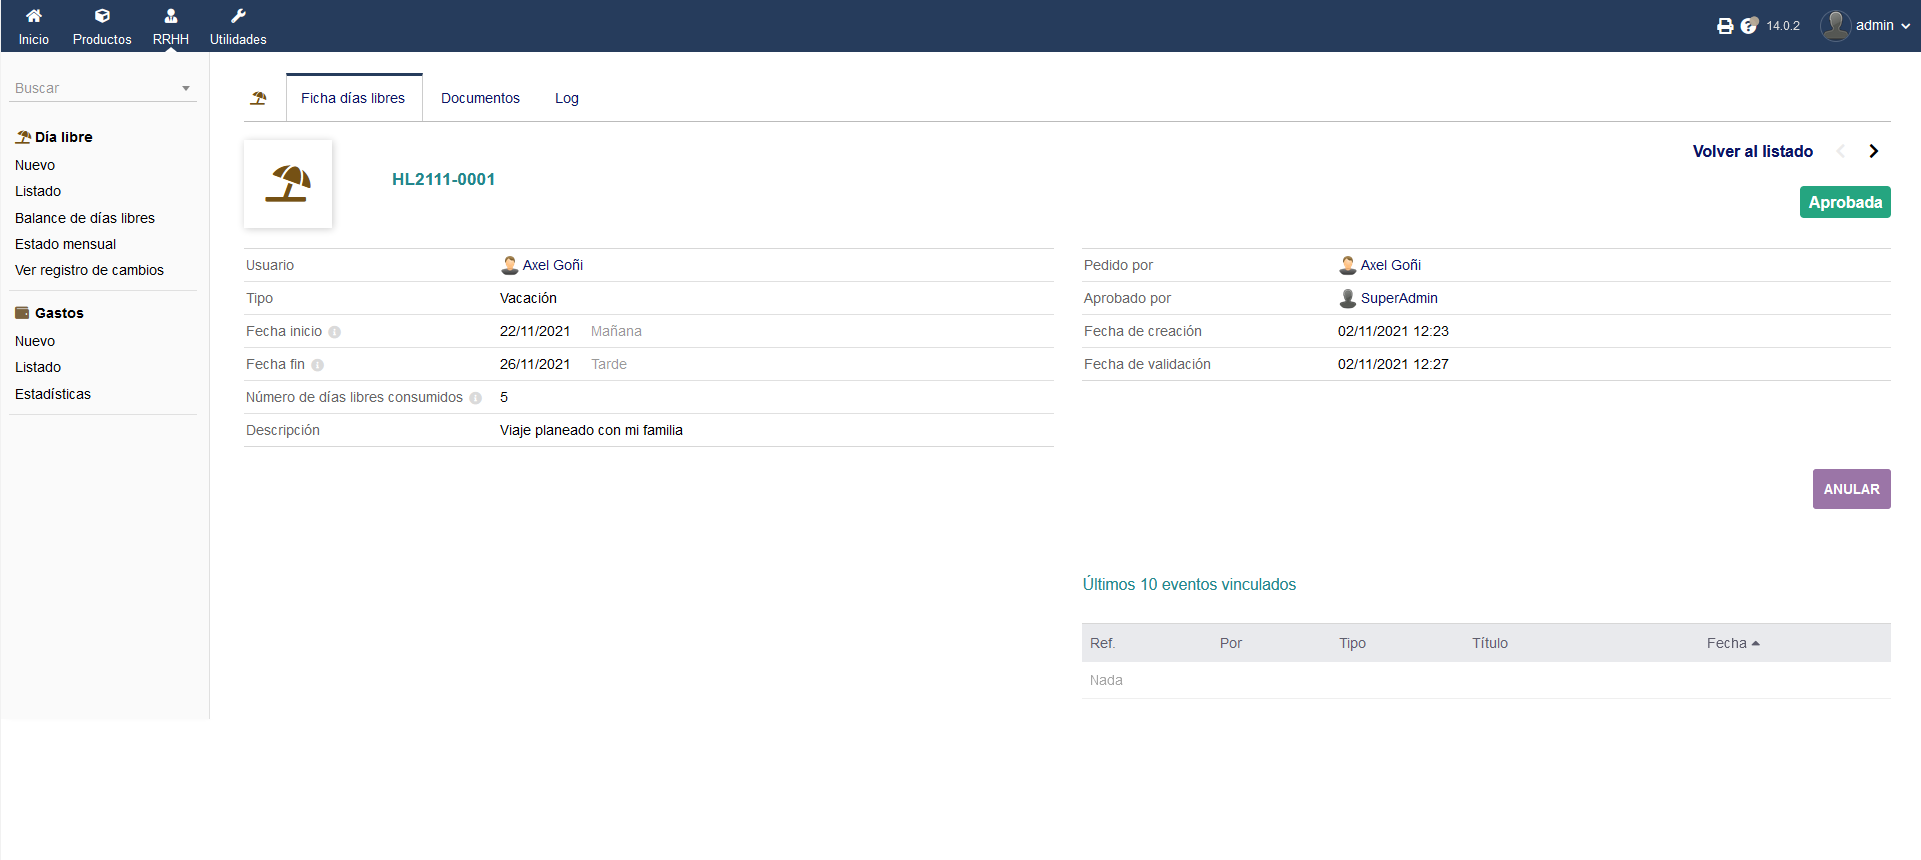 Inicio Productos RRHH Utilidades 14.0.2 admin
Buscar
Día libre
Nuevo
Listado
Balance de días libres
Estado mensual
Ver registro de cambios
Gastos
Nuevo
Listado
Estadísticas
Ficha días libres Documentos Log
Volver al listado
HL2111-0001
Aprobada
Usuario Axel Goñi
Tipo Vacación
Fecha inicio 22/11/2021 Mañana
Fecha fin 26/11/2021 Tarde
Número de días libres consumidos 5
Descripción Viaje planeado con mi familia
Pedido por Axel Goñi
Aprobado por SuperAdmin
Fecha de creación 02/11/2021 12:23
Fecha de validación 02/11/2021 12:27
ANULAR
Últimos 10 eventos vinculados
Ref. Por Tipo Título Fecha
Nada